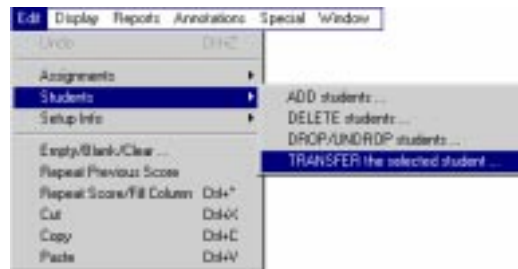 Edit Display Reports Annotations Special Window
Undo Ctrl+Z
Assignments
Students
Setup Info
Empty/Blank/Clear ...
Repeat Previous Score
Repeat Score/Fill Column Ctrl+"
Cut Ctrl+X
Copy Ctrl+C
Paste Ctrl+V
ADD students ...
DELETE students ...
DROP/UNDROP students ...
TRANSFER the selected student ...